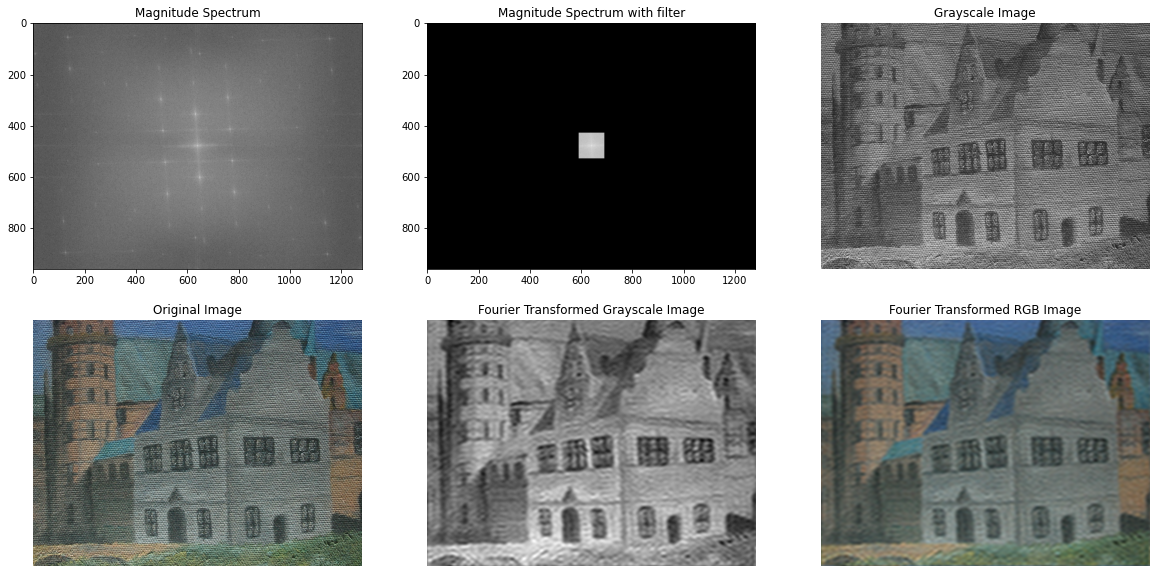 Magnitude Spectrum
0
200
400
600
800
0 200 400 600 800 1000 1200
Magnitude Spectrum with filter
0
200
400
600
800
0 200 400 600 800 1000 1200
Grayscale Image
Original Image
Fourier Transformed Grayscale Image
Fourier Transformed RGB Image